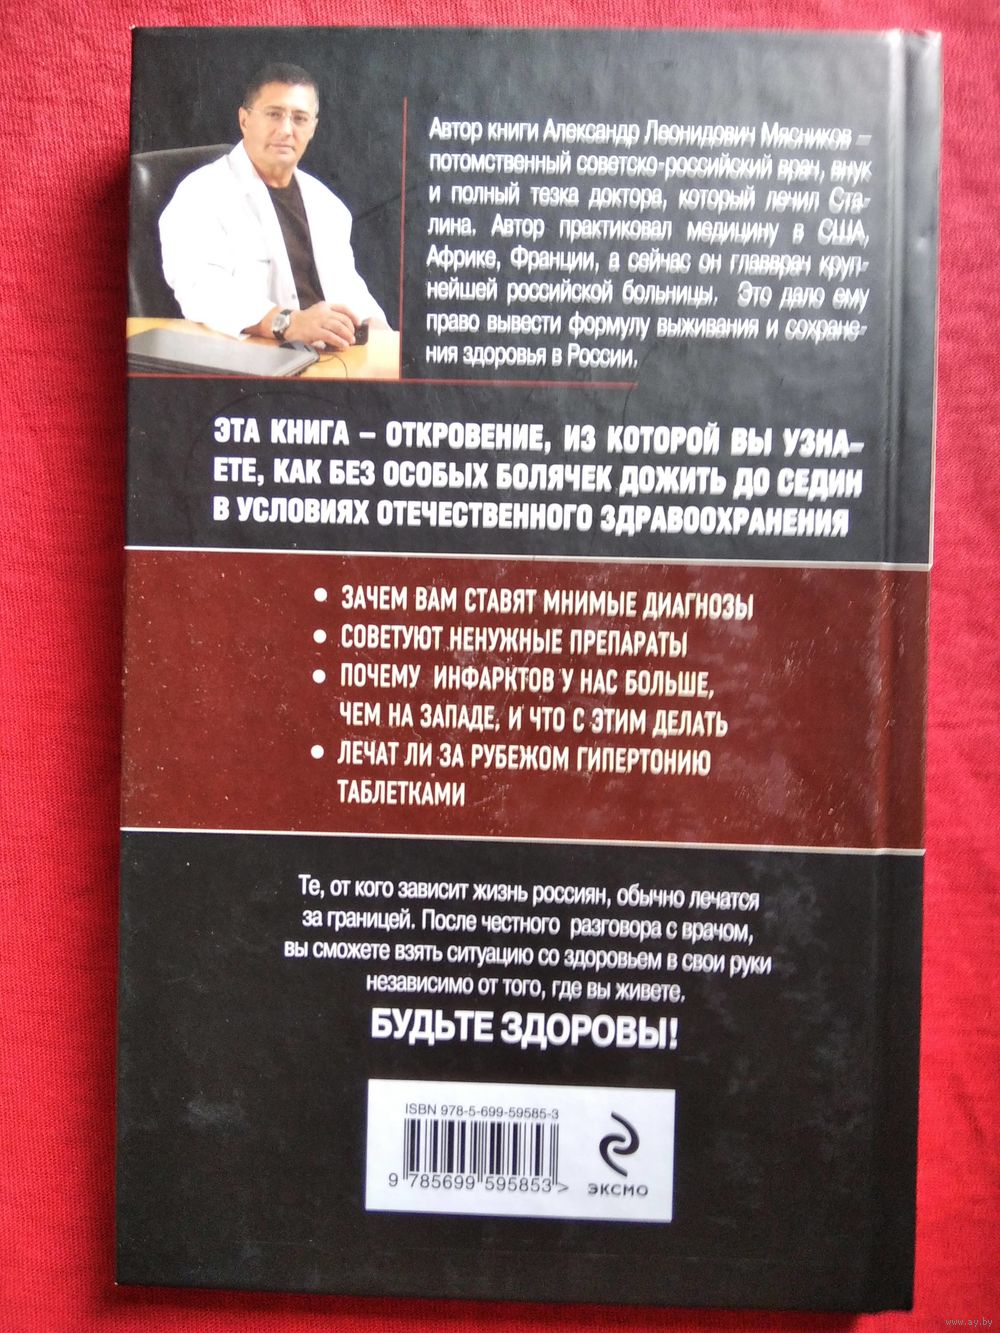 Автор книги Александр Леонидович Мясников –
потомственный советско-российский врач, внук
и полный тезка доктора, который лечил Ста-
лина. Автор практиковал медицину в США,
Африке, Франции, а сейчас он главврач круп-
нейшей российской больницы. Это дало ему
право вывести формулу выживания и сохране-
ния здоровья в России.
ЭТА КНИГА – ОТКРОВЕНИЕ, ИЗ КОТОРОЙ ВЫ УЗНА-
ЕТЕ, КАК БЕЗ ОСОБЫХ БОЛЯЧЕК ДОЖИТЬ ДО СЕДИН
В УСЛОВИЯХ ОТЕЧЕСТВЕННОГО ЗДРАВООХРАНЕНИЯ
• ЗАЧЕМ ВАМ СТАВЯТ МНИМЫЕ ДИАГНОЗЫ
• СОВЕТУЮТ НЕНУЖНЫЕ ПРЕПАРАТЫ
• ПОЧЕМУ ИНФАРКТОВ У НАС БОЛЬШЕ,
ЧЕМ НА ЗАПАДЕ, И ЧТО С ЭТИМ ДЕЛАТЬ
• ЛЕЧАТ ЛИ ЗА РУБЕЖОМ ГИПЕРТОНИЮ
ТАБЛЕТКАМИ
Те, от кого зависит жизнь россиян, обычно лечатся
за границей. После честного разговора с врачом,
вы сможете взять ситуацию со здоровьем в свои руки
независимо от того, где вы живете.
БУДЬТЕ ЗДОРОВЫ!
ISBN 978-5-699-59585-3
9 785699 595853>
ЭКСМО
www.ay.by